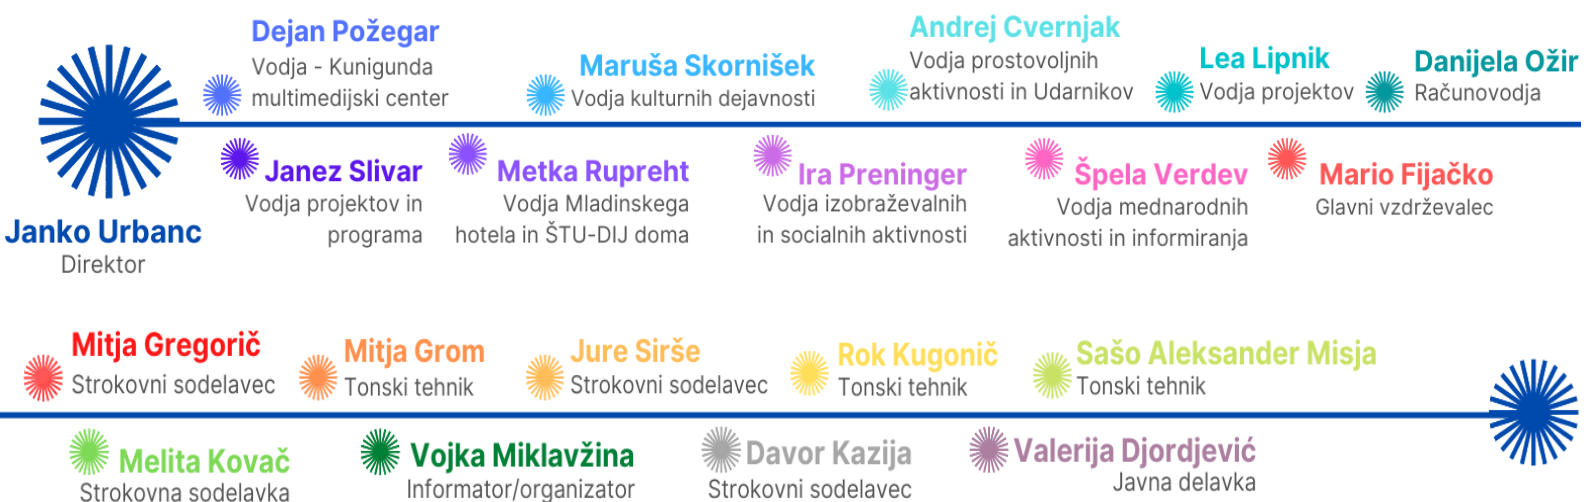 Janko Urbanc
Direktor
Dejan Požegar
Vodja - Kunigunda
multimedijski center
Maruša Skornišek
Vodja kulturnih dejavnosti
Andrej Cvernjak
Vodja prostovoljnih
aktivnosti in Udarnikov
Lea Lipnik
Vodja projektov
Danijela Ožir
Računovodja
Janez Slivar
Vodja projektov in
programa
Metka Rupreht
Vodja Mladinskega
hotela in ŠTU-DIJ doma
Ira Preninger
Vodja izobraževalnih
in socialnih aktivnosti
Špela Verdev
Vodja mednarodnih
aktivnosti in informiranja
Mario Fijačko
Glavni vzdrževalec
Mitja Gregorič
Strokovni sodelavec
Mitja Grom
Tonski tehnik
Jure Sirše
Strokovni sodelavec
Rok Kugonič
Tonski tehnik
Sašo Aleksander Misja
Tonski tehnik
Melita Kovač
Strokovna sodelavka
Vojka Miklavžina
Informator/organizator
Davor Kazija
Strokovni sodelavec
Valerija Djordjević
Javna delavka